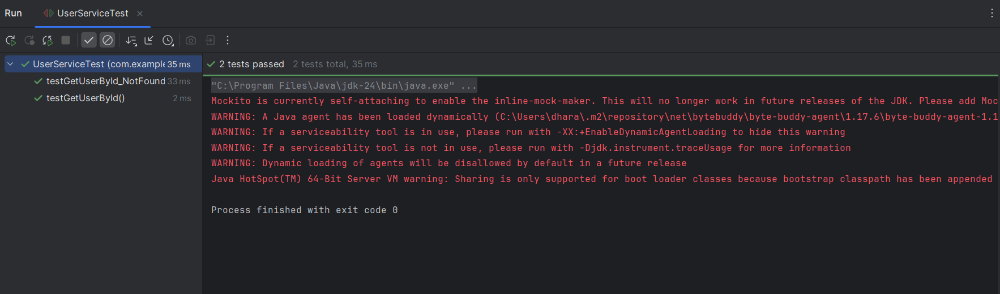 Run UserServiceTest
UserServiceTest (com.example 35 ms
testGetUserById_NotFound 33 ms
testGetUserById() 2 ms
2 tests passed 2 tests total, 35 ms
"C:\Program Files\Java\jdk-24\bin\java.exe" ...
Mockito is currently self-attaching to enable the inline-mock-maker. This will no longer work in future releases of the JDK. Please add Moc
WARNING: A Java agent has been loaded dynamically (C:\Users\dhara\.m2\repository\net\bytebuddy\byte-buddy-agent\1.17.6\byte-buddy-agent-1.1
WARNING: If a serviceability tool is in use, please run with -XX:+EnableDynamicAgentLoading to hide this warning
WARNING: If a serviceability tool is not in use, please run with -Djdk.instrument.traceUsage for more information
WARNING: Dynamic loading of agents will be disallowed by default in a future release
Java HotSpot(TM) 64-Bit Server VM warning: Sharing is only supported for boot loader classes because bootstrap classpath has been appended
Process finished with exit code 0